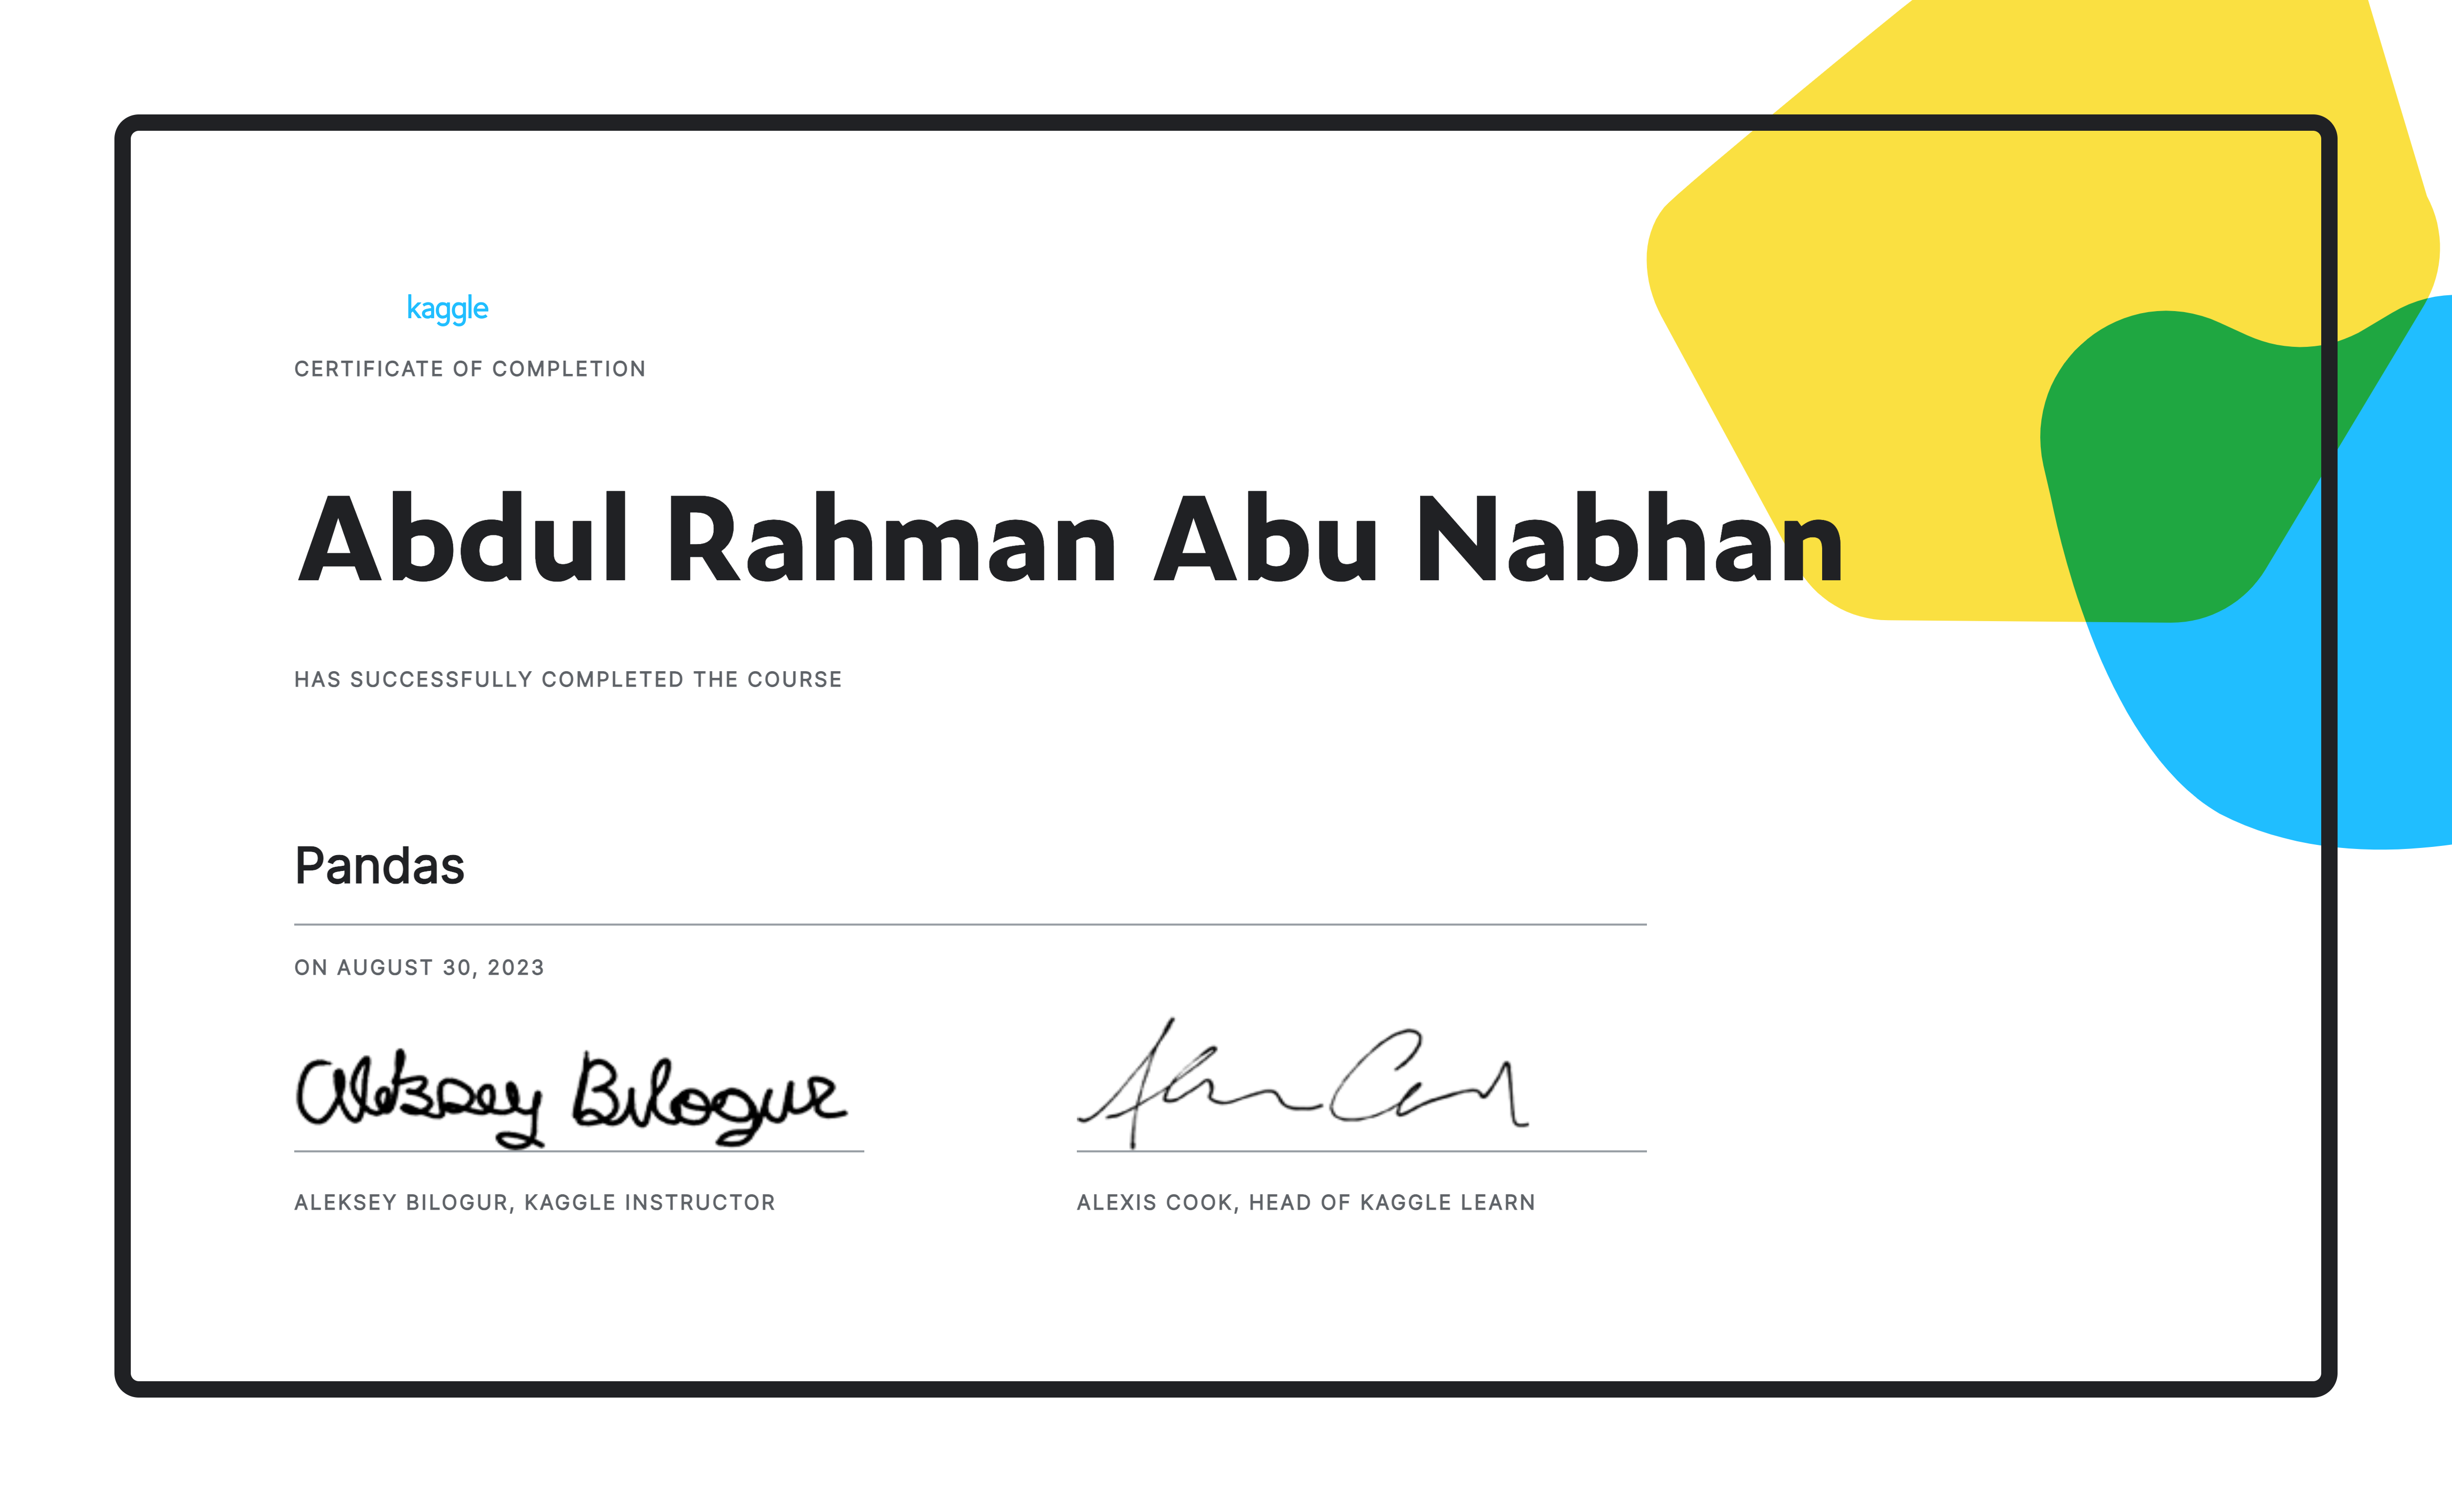 kaggle
CERTIFICATE OF COMPLETION
Abdul Rahman Abu Nabhan
HAS SUCCESSFULLY COMPLETED THE COURSE
Pandas
ON AUGUST 30, 2023
Aleksey Bilogur
ALEKSEY BILOGUR, KAGGLE INSTRUCTOR
ALEXIS COOK, HEAD OF KAGGLE LEARN